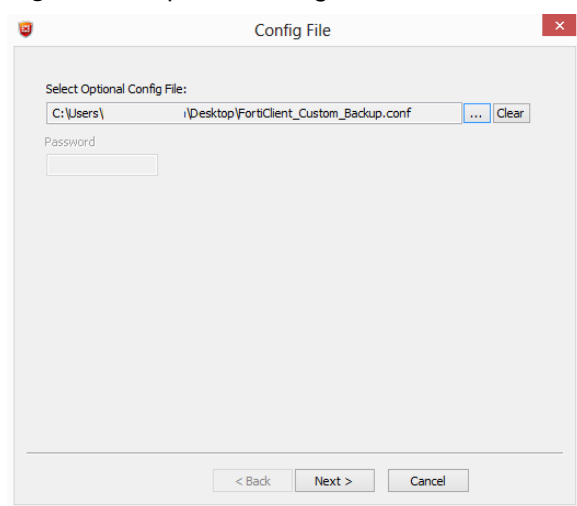 Config File
Select Optional Config File:
C:\Users\ \Desktop\FortiClient_Custom_Backup.conf ... Clear
Password
< Back Next > Cancel